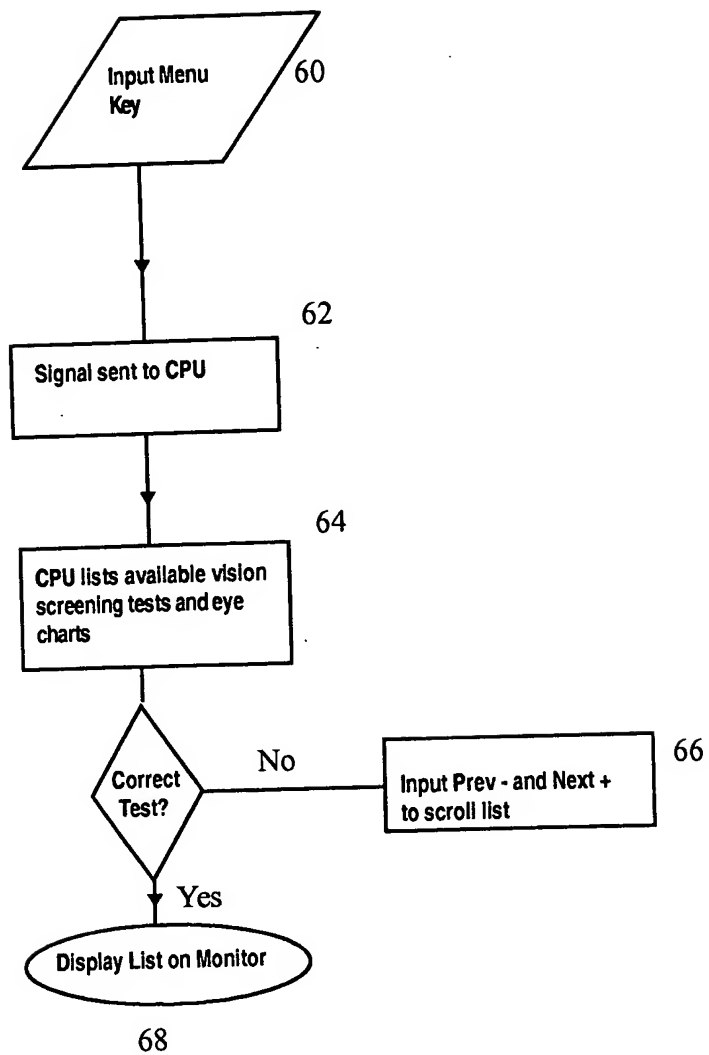 Input Menu
Key
60
62
Signal sent to CPU
64
CPU lists available vision
screening tests and eye
charts
Correct
Test?
No
66
Input Prev - and Next +
to scroll list
Yes
Display List on Monitor
68